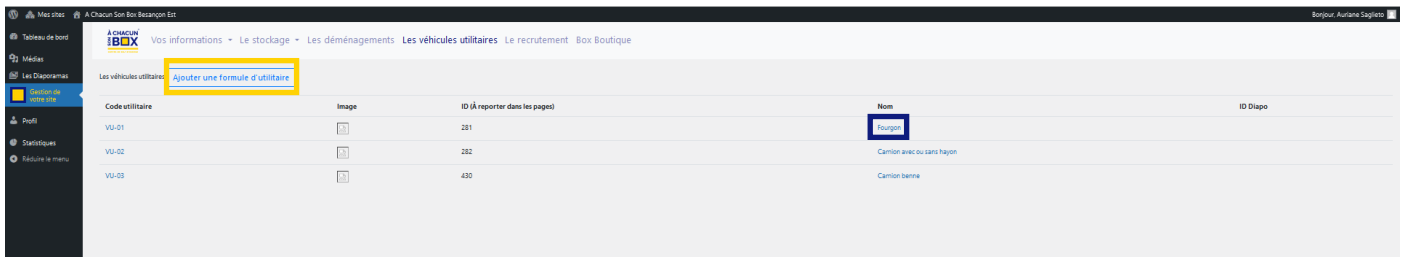 Mes sites A Chacun Son Box Besançon Est Bonjour, Auriane Saglieto
Tableau de bord
Médias
Les Diaporamas
Gestion de
votre site
Profil
Statistiques
Réduire le menu
À CHACUN
SON BOX
Vos informations Le stockage Les déménagements Les véhicules utilitaires Le recrutement Box Boutique
Les véhicules utilitaires Ajouter une formule d'utilitaire
Code utilitaire Image ID (À reporter dans les pages) Nom ID Diapo
VU-01 281 Fourgon
VU-02 282 Camion avec ou sans hayon
VU-03 430 Camion benne